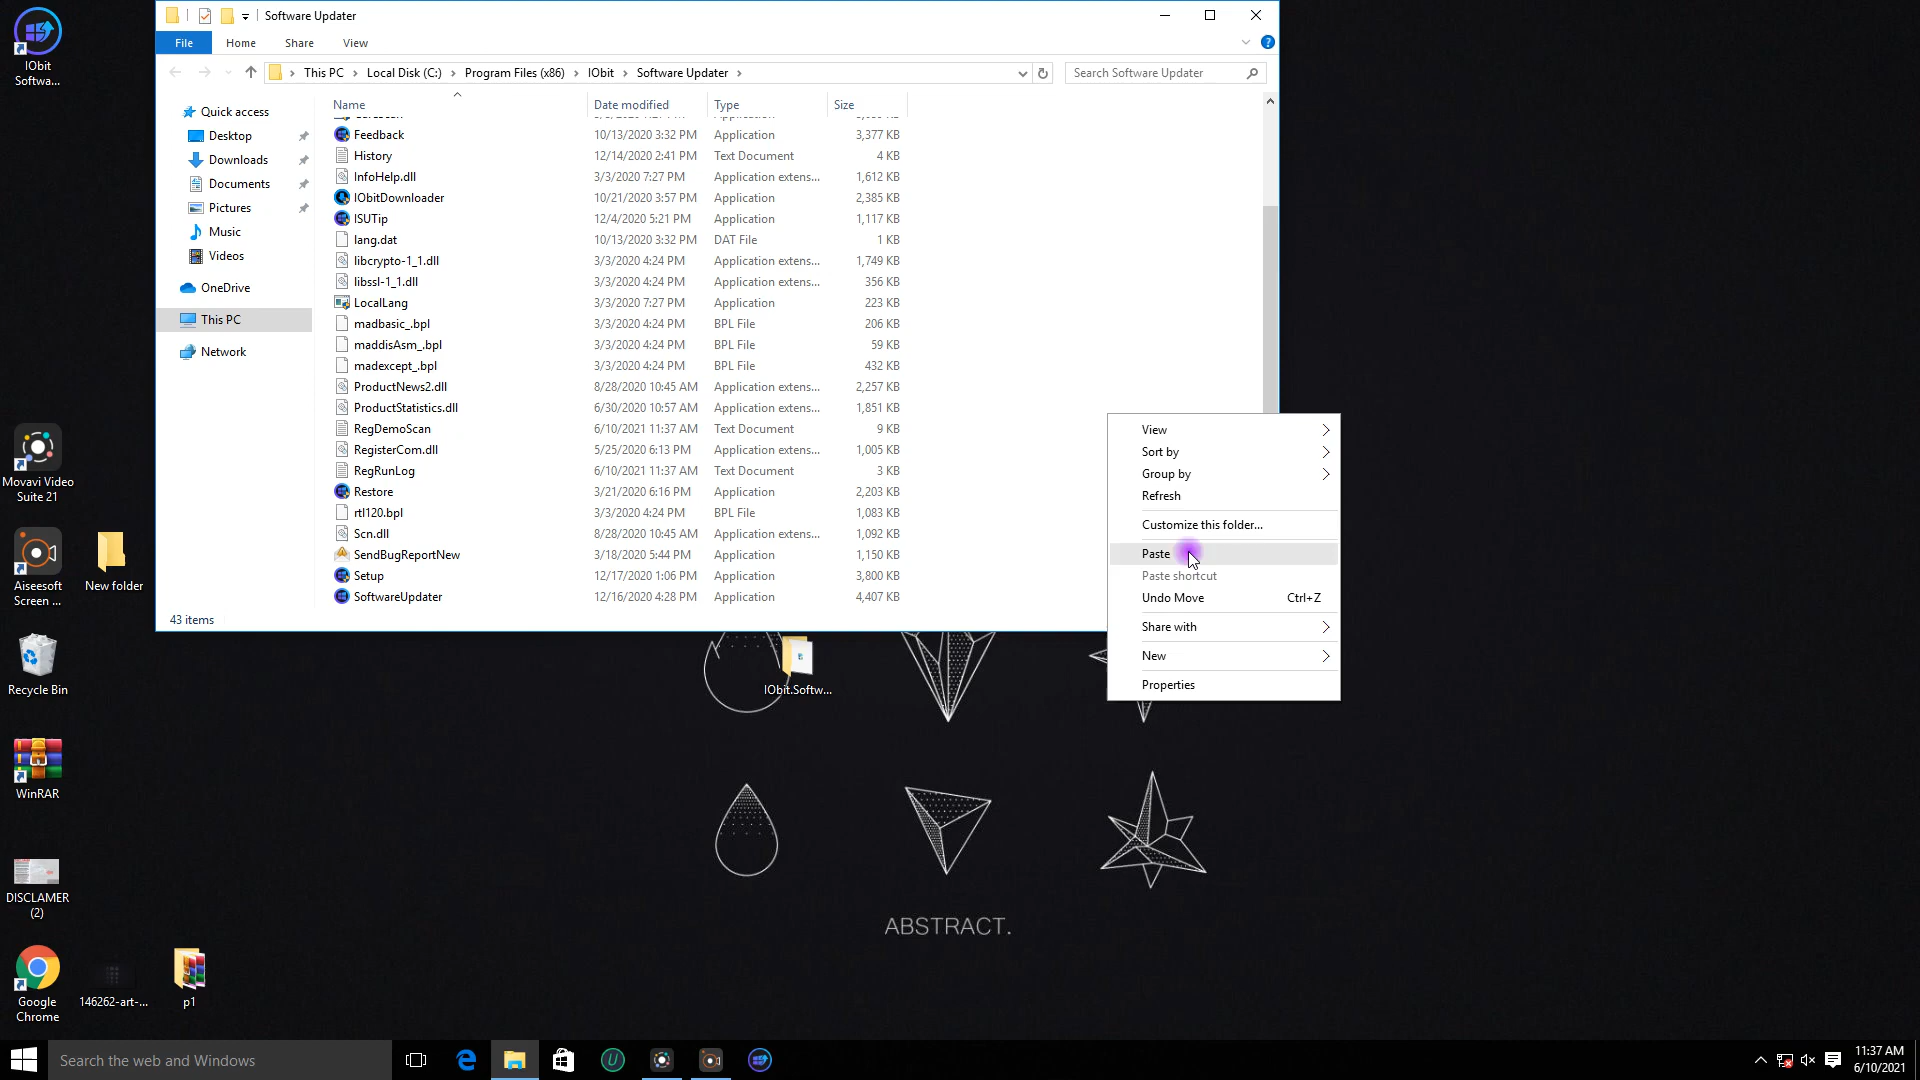 Software Updater
File Home Share View
This PC Local Disk (C:) Program Files (x86) IObit Software Updater
Search Software Updater
Name Date modified Type Size
Feedback 10/13/2020 3:32 PM Application 3,377 KB
History 12/14/2020 2:41 PM Text Document 4 KB
InfoHelp.dll 3/3/2020 7:27 PM Application extens... 1,612 KB
IObitDownloader 10/21/2020 3:57 PM Application 2,385 KB
ISUTip 12/4/2020 5:21 PM Application 1,117 KB
lang.dat 10/13/2020 3:32 PM DAT File 1 KB
libcrypto-1_1.dll 3/3/2020 4:24 PM Application extens... 1,749 KB
libssl-1_1.dll 3/3/2020 4:24 PM Application extens... 356 KB
LocalLang 3/3/2020 7:27 PM Application 223 KB
madbasic_.bpl 3/3/2020 4:24 PM BPL File 206 KB
maddisAsm_.bpl 3/3/2020 4:24 PM BPL File 59 KB
madexcept_.bpl 3/3/2020 4:24 PM BPL File 432 KB
ProductNews2.dll 8/28/2020 10:45 AM Application extens... 2,257 KB
ProductStatistics.dll 6/30/2020 10:57 AM Application extens... 1,851 KB
RegDemoScan 6/10/2021 11:37 AM Text Document 9 KB
RegisterCom.dll 5/25/2020 6:13 PM Application extens... 1,005 KB
RegRunLog 6/10/2021 11:37 AM Text Document 3 KB
Restore 3/21/2020 6:16 PM Application 2,203 KB
rtl120.bpl 3/3/2020 4:24 PM BPL File 1,083 KB
Scn.dll 8/28/2020 10:45 AM Application extens... 1,092 KB
SendBugReportNew 3/18/2020 5:44 PM Application 1,150 KB
Setup 12/17/2020 1:06 PM Application 3,800 KB
SoftwareUpdater 12/16/2020 4:28 PM Application 4,407 KB
43 items
Quick access
Desktop
Downloads
Documents
Pictures
Music
Videos
OneDrive
This PC
Network
View
Sort by
Group by
Refresh
Customize this folder...
Paste
Paste shortcut
Undo Move Ctrl+Z
Share with
New
Properties
IObit
Softwa...
Movavi Video
Suite 21
Aiseesoft
Screen ...
New folder
Recycle Bin
WinRAR
DISCLAMER
(2)
Google
Chrome
146262-art-...
p1
IObit.Softw...
ABSTRACT.
Search the web and Windows
11:37 AM
6/10/2021